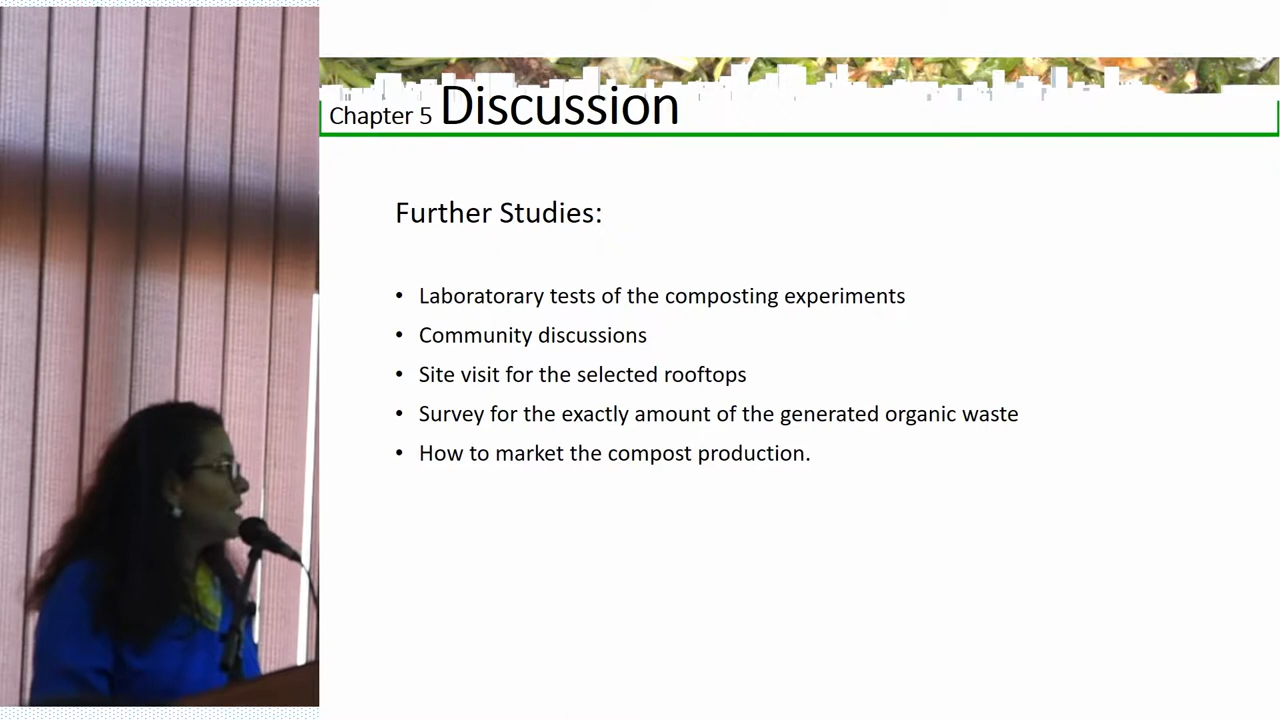 Chapter 5 Discussion
Further Studies:
• Laboratorary tests of the composting experiments
• Community discussions
• Site visit for the selected rooftops
• Survey for the exactly amount of the generated organic waste
• How to market the compost production.